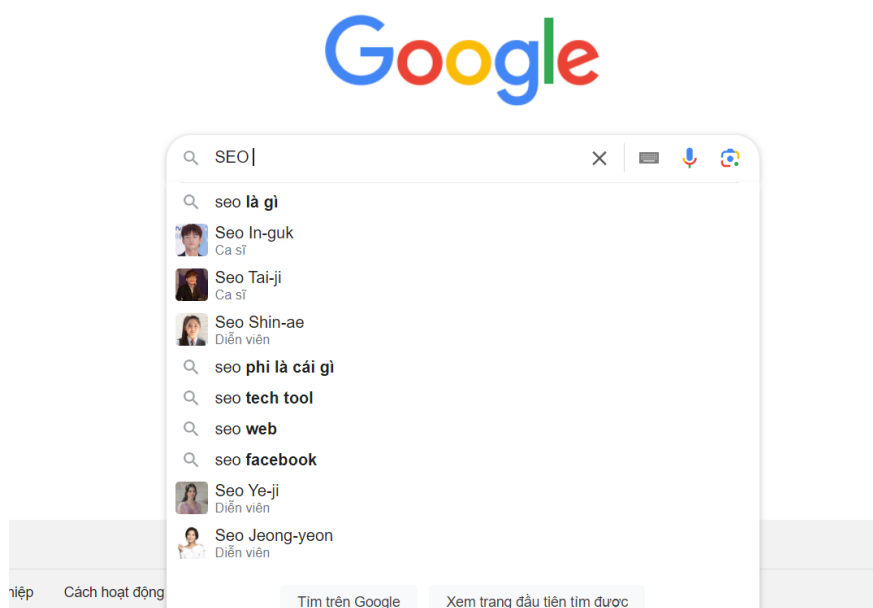 Google
SEO
seo là gì
Seo In-guk
Ca sĩ
Seo Tai-ji
Ca sĩ
Seo Shin-ae
Diễn viên
seo phi là cái gì
seo tech tool
seo web
seo facebook
Seo Ye-ji
Diễn viên
Seo Jeong-yeon
Diễn viên
Cách hoạt động
Tìm trên Google
Xem trang đầu tiên tìm được